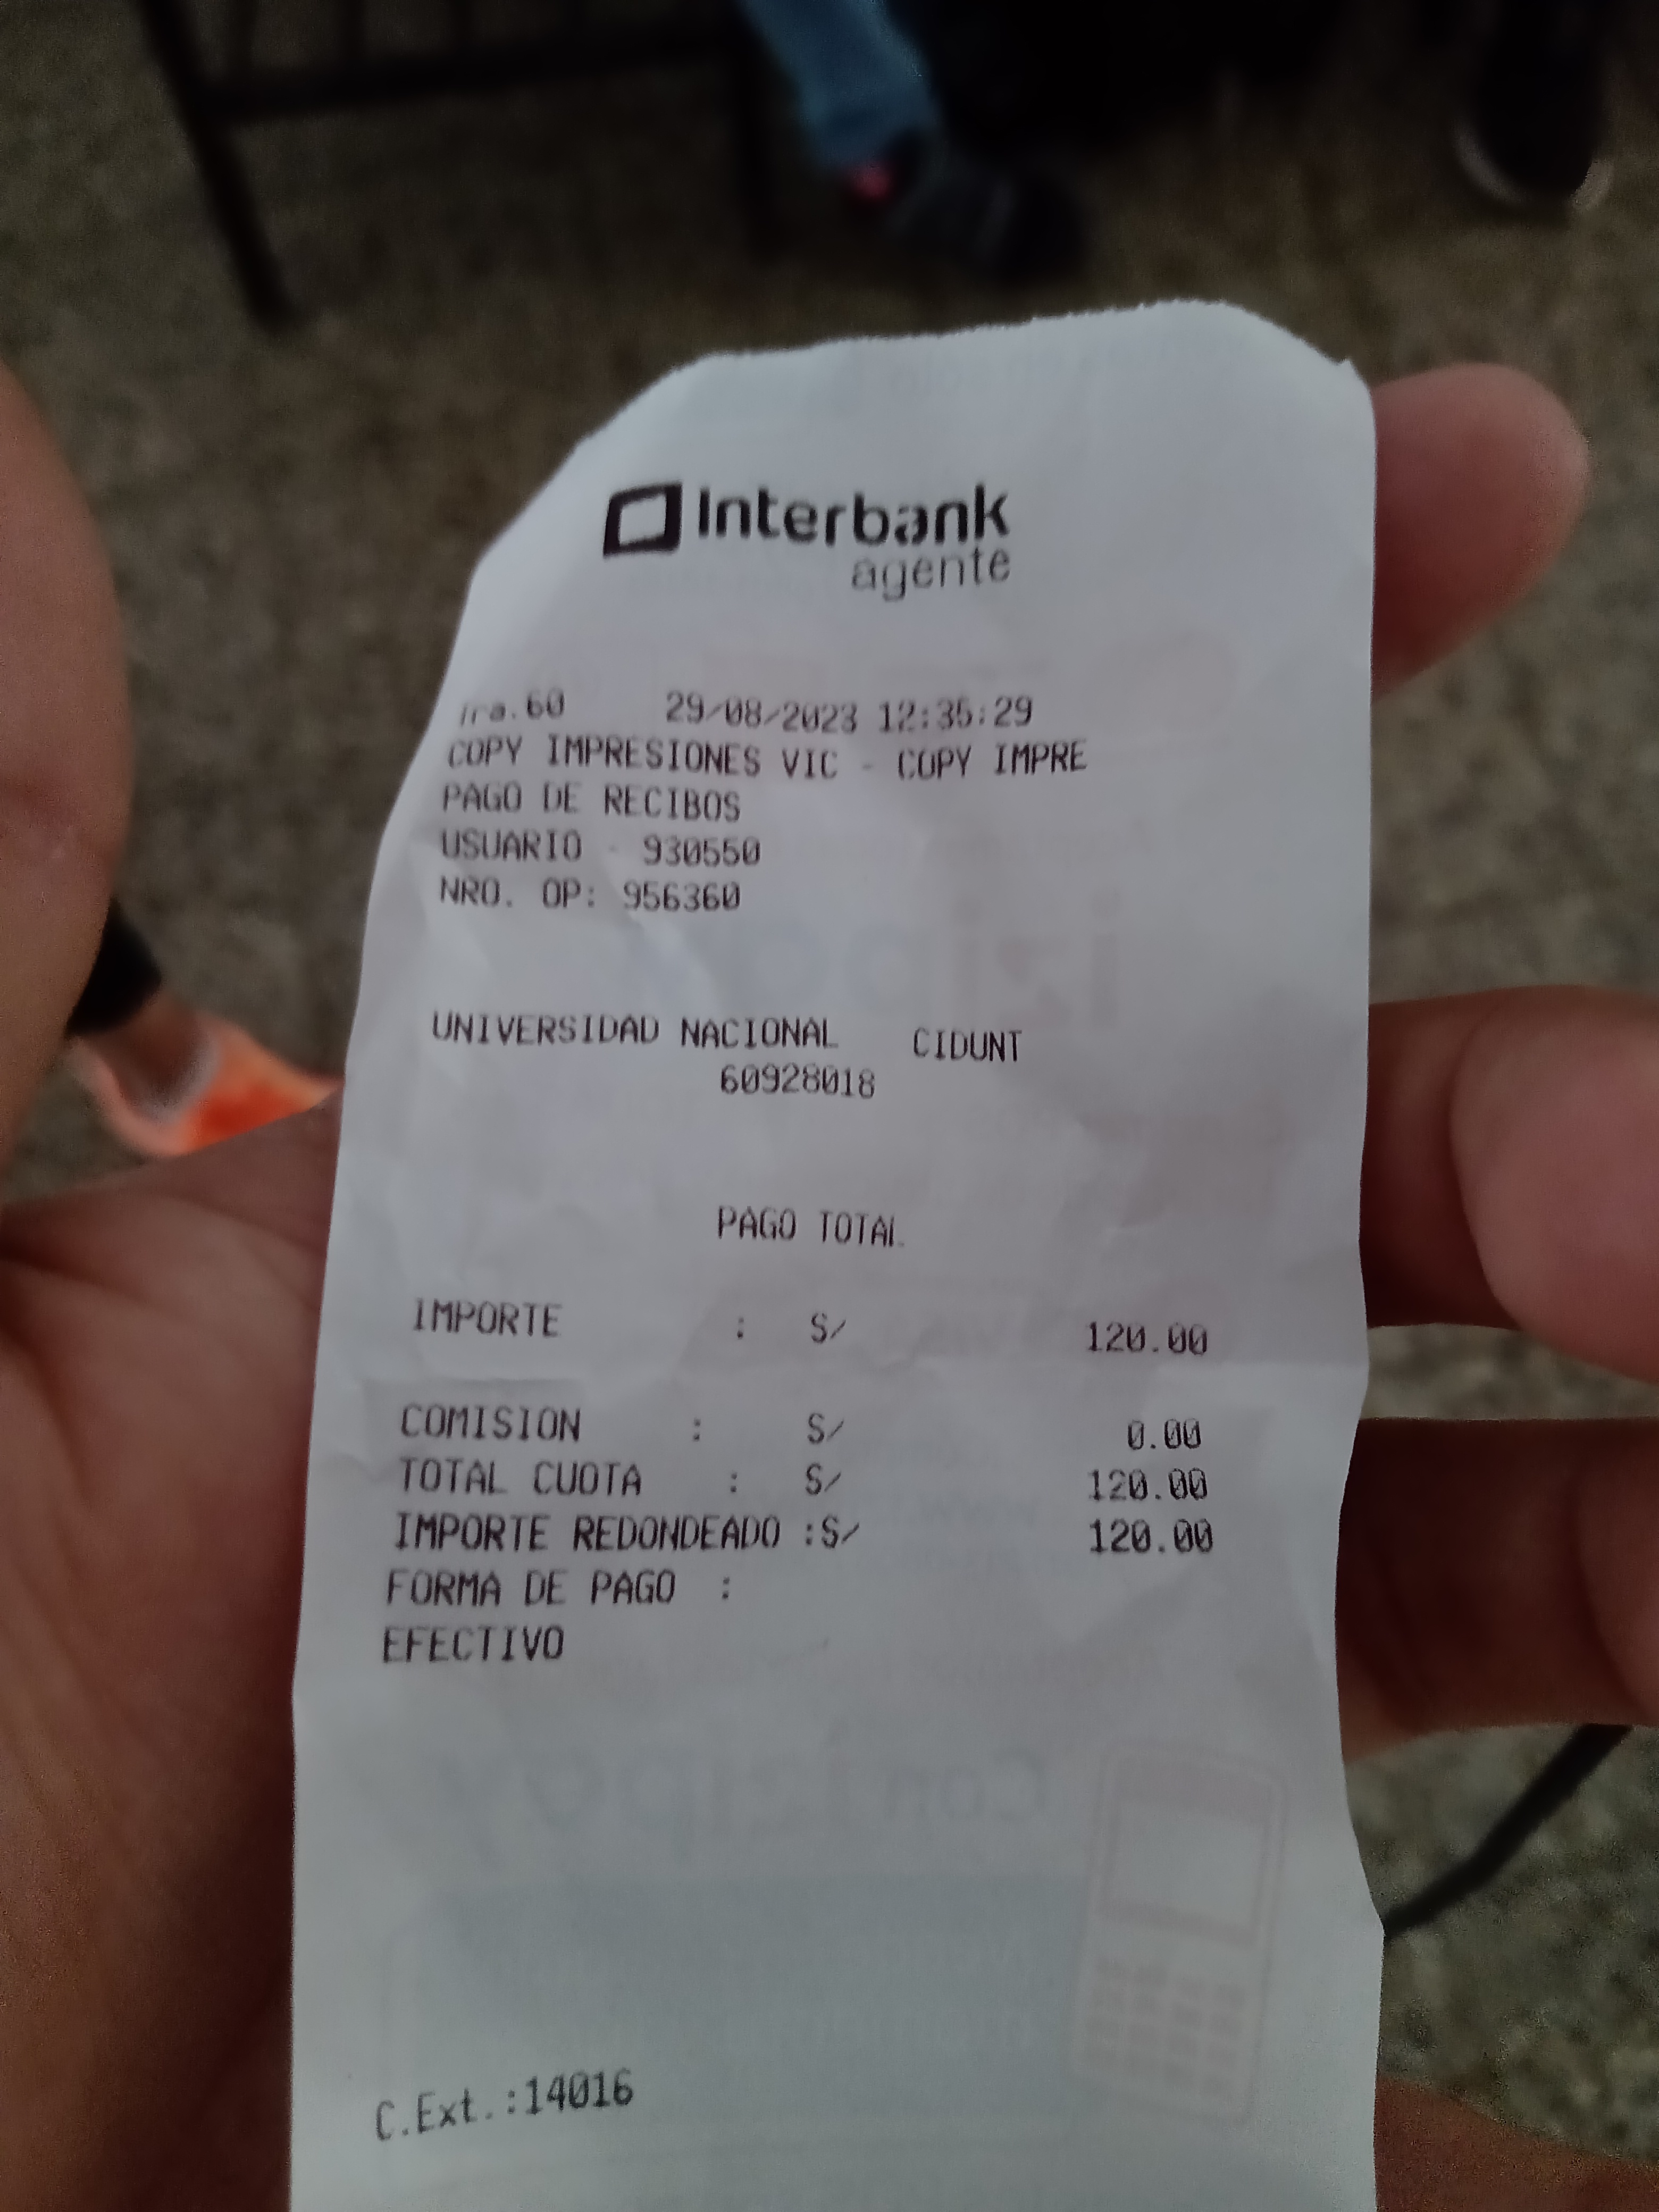 Interbank
agente
Tra.60 29/08/2023 12:35:29
COPY IMPRESIONES VIC - COPY IMPRE
PAGO DE RECIBOS
USUARIO - 930550
NRO. OP: 956360
UNIVERSIDAD NACIONAL CIDUNT
60928018
PAGO TOTAL
IMPORTE : S/ 120.00
COMISION : S/ 0.00
TOTAL CUOTA : S/ 120.00
IMPORTE REDONDEADO :S/ 120.00
FORMA DE PAGO :
EFECTIVO
C.Ext.:14016